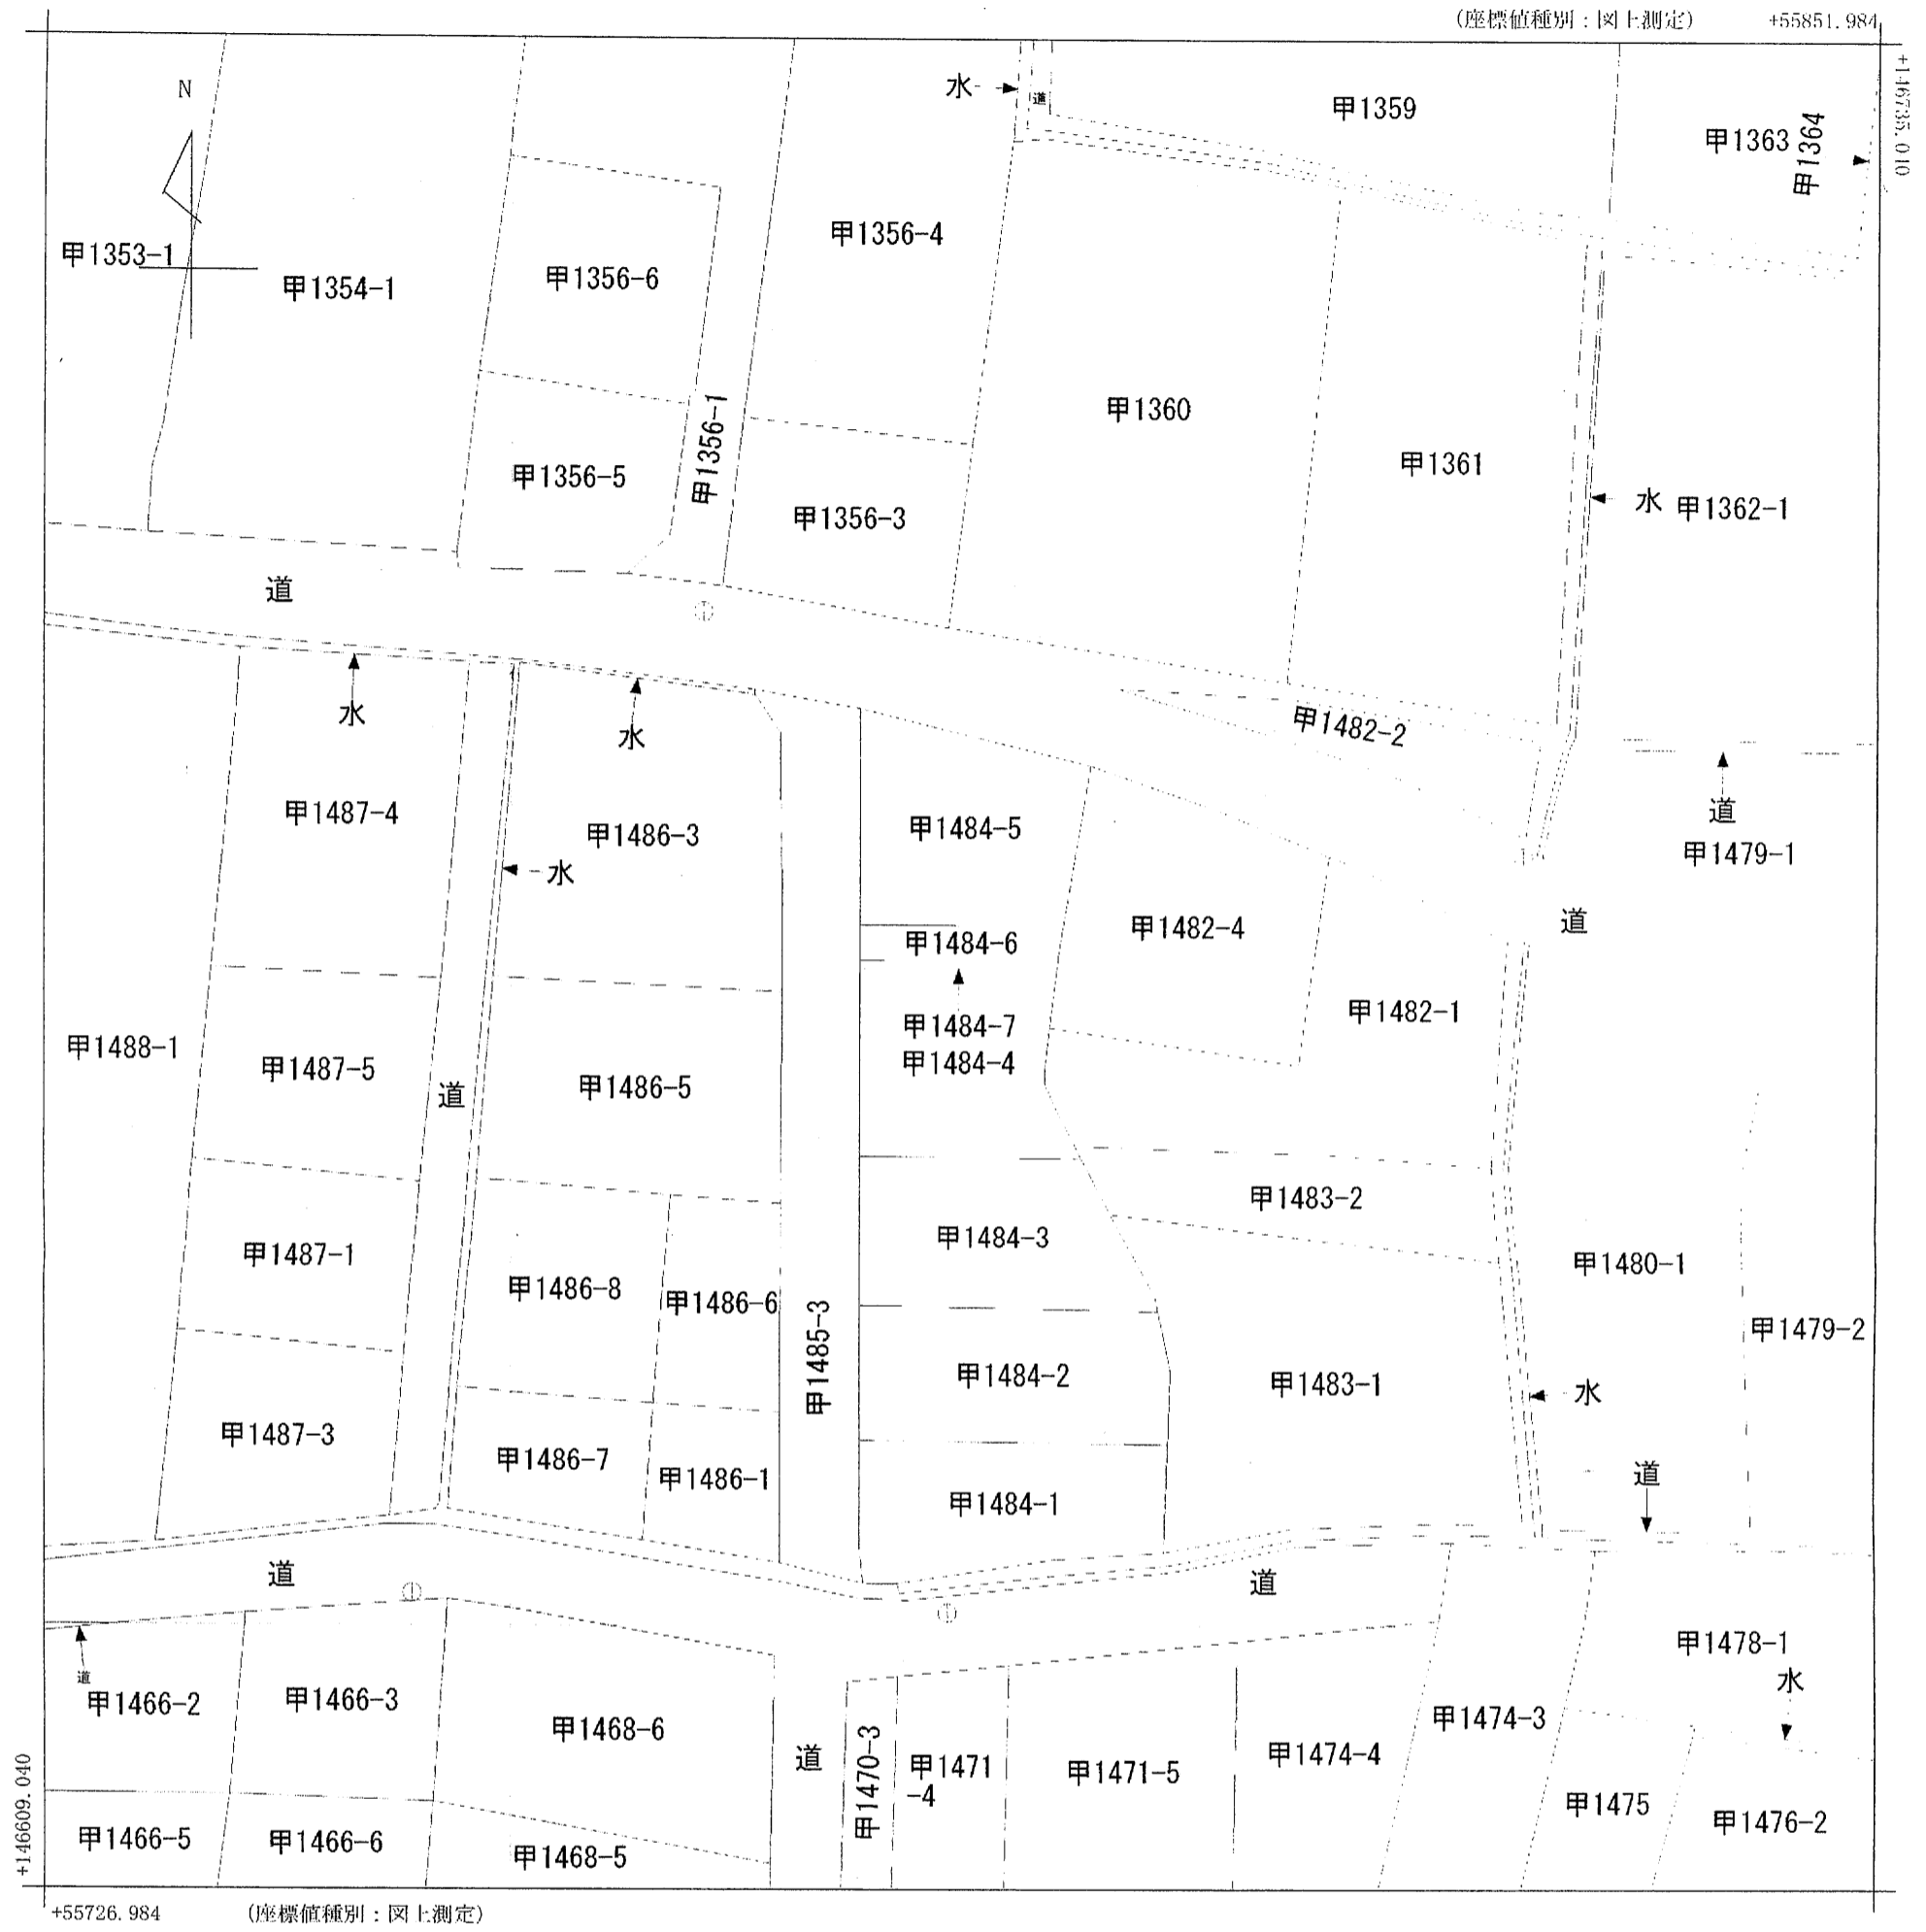 (座標値種別:図上測定) +55851.984
+146735.010
N
水
道
甲1359
甲1363
甲1364
甲1353-1
甲1354-1
甲1356-6
甲1356-4
甲1356-1
甲1360
甲1361
甲1356-5
甲1356-3
水
甲1362-1
道
水
水
甲1482-2
道
甲1479-1
甲1487-4
甲1486-3
水
甲1484-5
甲1482-4
道
甲1484-6
甲1484-7
甲1484-4
甲1482-1
甲1488-1
甲1487-5
道
甲1486-5
甲1483-2
甲1487-1
甲1486-8
甲1486-6
甲1484-3
甲1480-1
甲1485-3
甲1479-2
甲1484-2
甲1483-1
水
甲1487-3
甲1486-7
甲1486-1
甲1484-1
道
道
道
道
甲1466-2
甲1466-3
甲1468-6
道
甲1470-3
甲1471
-4
甲1471-5
甲1474-4
甲1474-3
甲1478-1
水
甲1475
甲1476-2
甲1466-5
甲1466-6
甲1468-5
+146609.040
+55726.984 (座標値種別:図上測定)